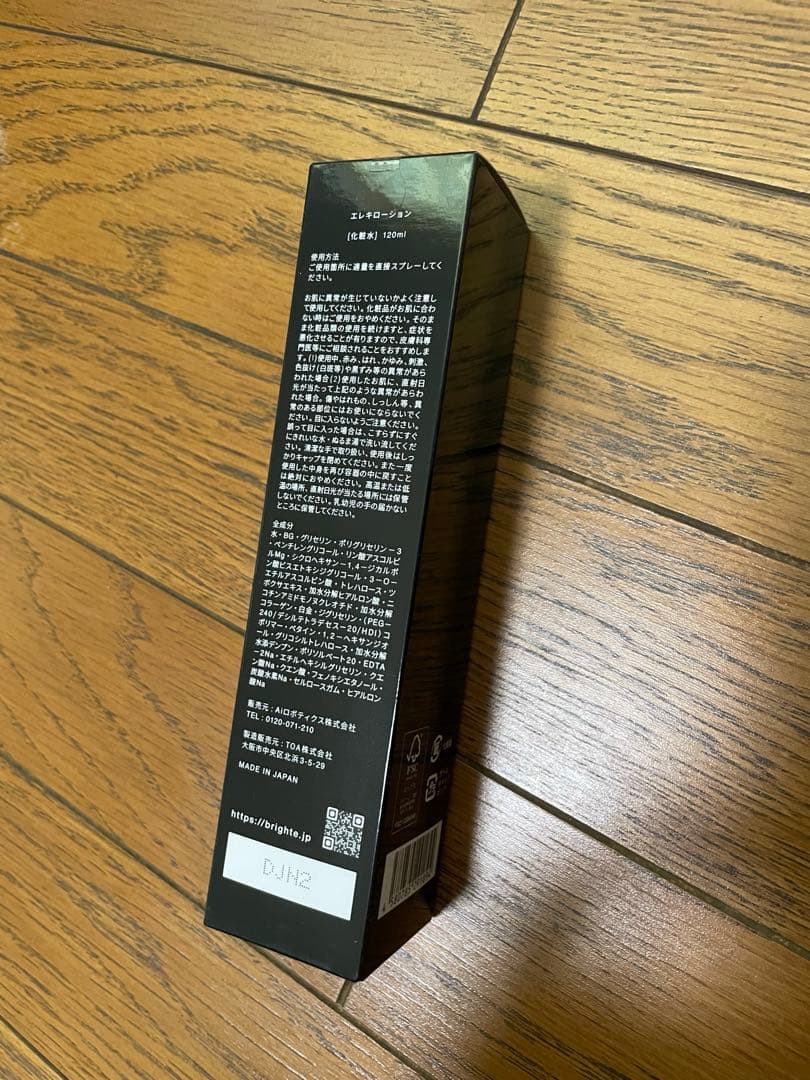 エレキローション
[化粧水] 120ml
使用方法
ご使用箇所に適量を直接スプレーしてく
ださい。
お肌に異常が生じていないかよく注意し
て使用してください。化粧品がお肌に合わ
ない時はご使用をおやめください。そのま
ま化粧品類の使用を続けますと、症状を
悪化させることが有りますので、皮膚科専
門医等にご相談されることをおすすめしま
す。(1)使用中、赤み、はれ、かゆみ、刺激、
色抜け(白斑等)や黒ずみ等の異常があら
われた場合(2)使用したお肌に、直射日
光が当たって上記のような異常があらわ
れた場合。傷やはれもの、しっしん等、異
常のある部位にはお使いにならないでく
ださい。目に入らないようご注意ください。
誤って目に入った場合は、こすらずにすぐ
にきれいな水・ぬるま湯で洗い流してくだ
さい。清潔な手で取り扱い、使用後はしっ
かりキャップを閉めてください。また一度
使用した中身を再び容器の中に戻すこと
は絶対におやめください。高温または低
温の場所、直射日光が当たる場所には保管
しないでください。乳幼児の手の届かない
ところに保管してください。
全成分
水・BG・グリセリン・ポリグリセリン−3
・ペンチレングリコール・リン酸アスコルビ
ルMg・シクロヘキサン−1,4−ジカルボ
ン酸ビスエトキシジグリコール・3−O−
エチルアスコルビン酸・トレハロース・ツ
ボクサエキス・加水分解ヒアルロン酸・ニ
コチンアミドモノヌクレオチド・加水分解
コラーゲン・白金・ジグリセリン・(PEG−
240/デシルテトラデセス−20/HDI)コ
ポリマー・ベタイン・1,2−ヘキサンジオ
ール・グリコシルトレハロース・加水分解
水添デンプン・ポリソルベート20・EDTA
−2Na・エチルヘキシルグリセリン・クエ
ン酸Na・クエン酸・フェノキシエタノール・
炭酸水素Na・セルロースガム・ヒアルロン
酸Na
販売元：Aiロボティクス株式会社
TEL：0120-071-210
製造販売元：TOA株式会社
大阪市中央区北浜3-5-29
MADE IN JAPAN
https://brighte.jp
DJN2
FSC